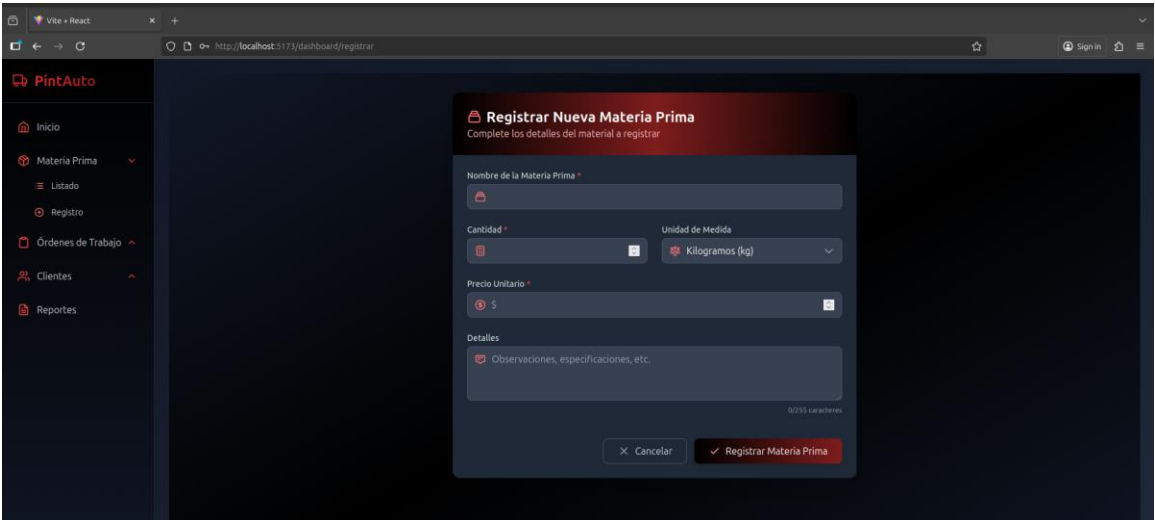 Vite + React
http://localhost:5173/dashboard/registrar
Sign in
PintAuto
Inicio
Materia Prima
Listado
Registro
Órdenes de Trabajo
Clientes
Reportes
Registrar Nueva Materia Prima
Complete los detalles del material a registrar
Nombre de la Materia Prima *
Cantidad *
Unidad de Medida
Kilogramos (kg)
Precio Unitario *
$
Detalles
Observaciones, especificaciones, etc.
0/255 caracteres
Cancelar
Registrar Materia Prima